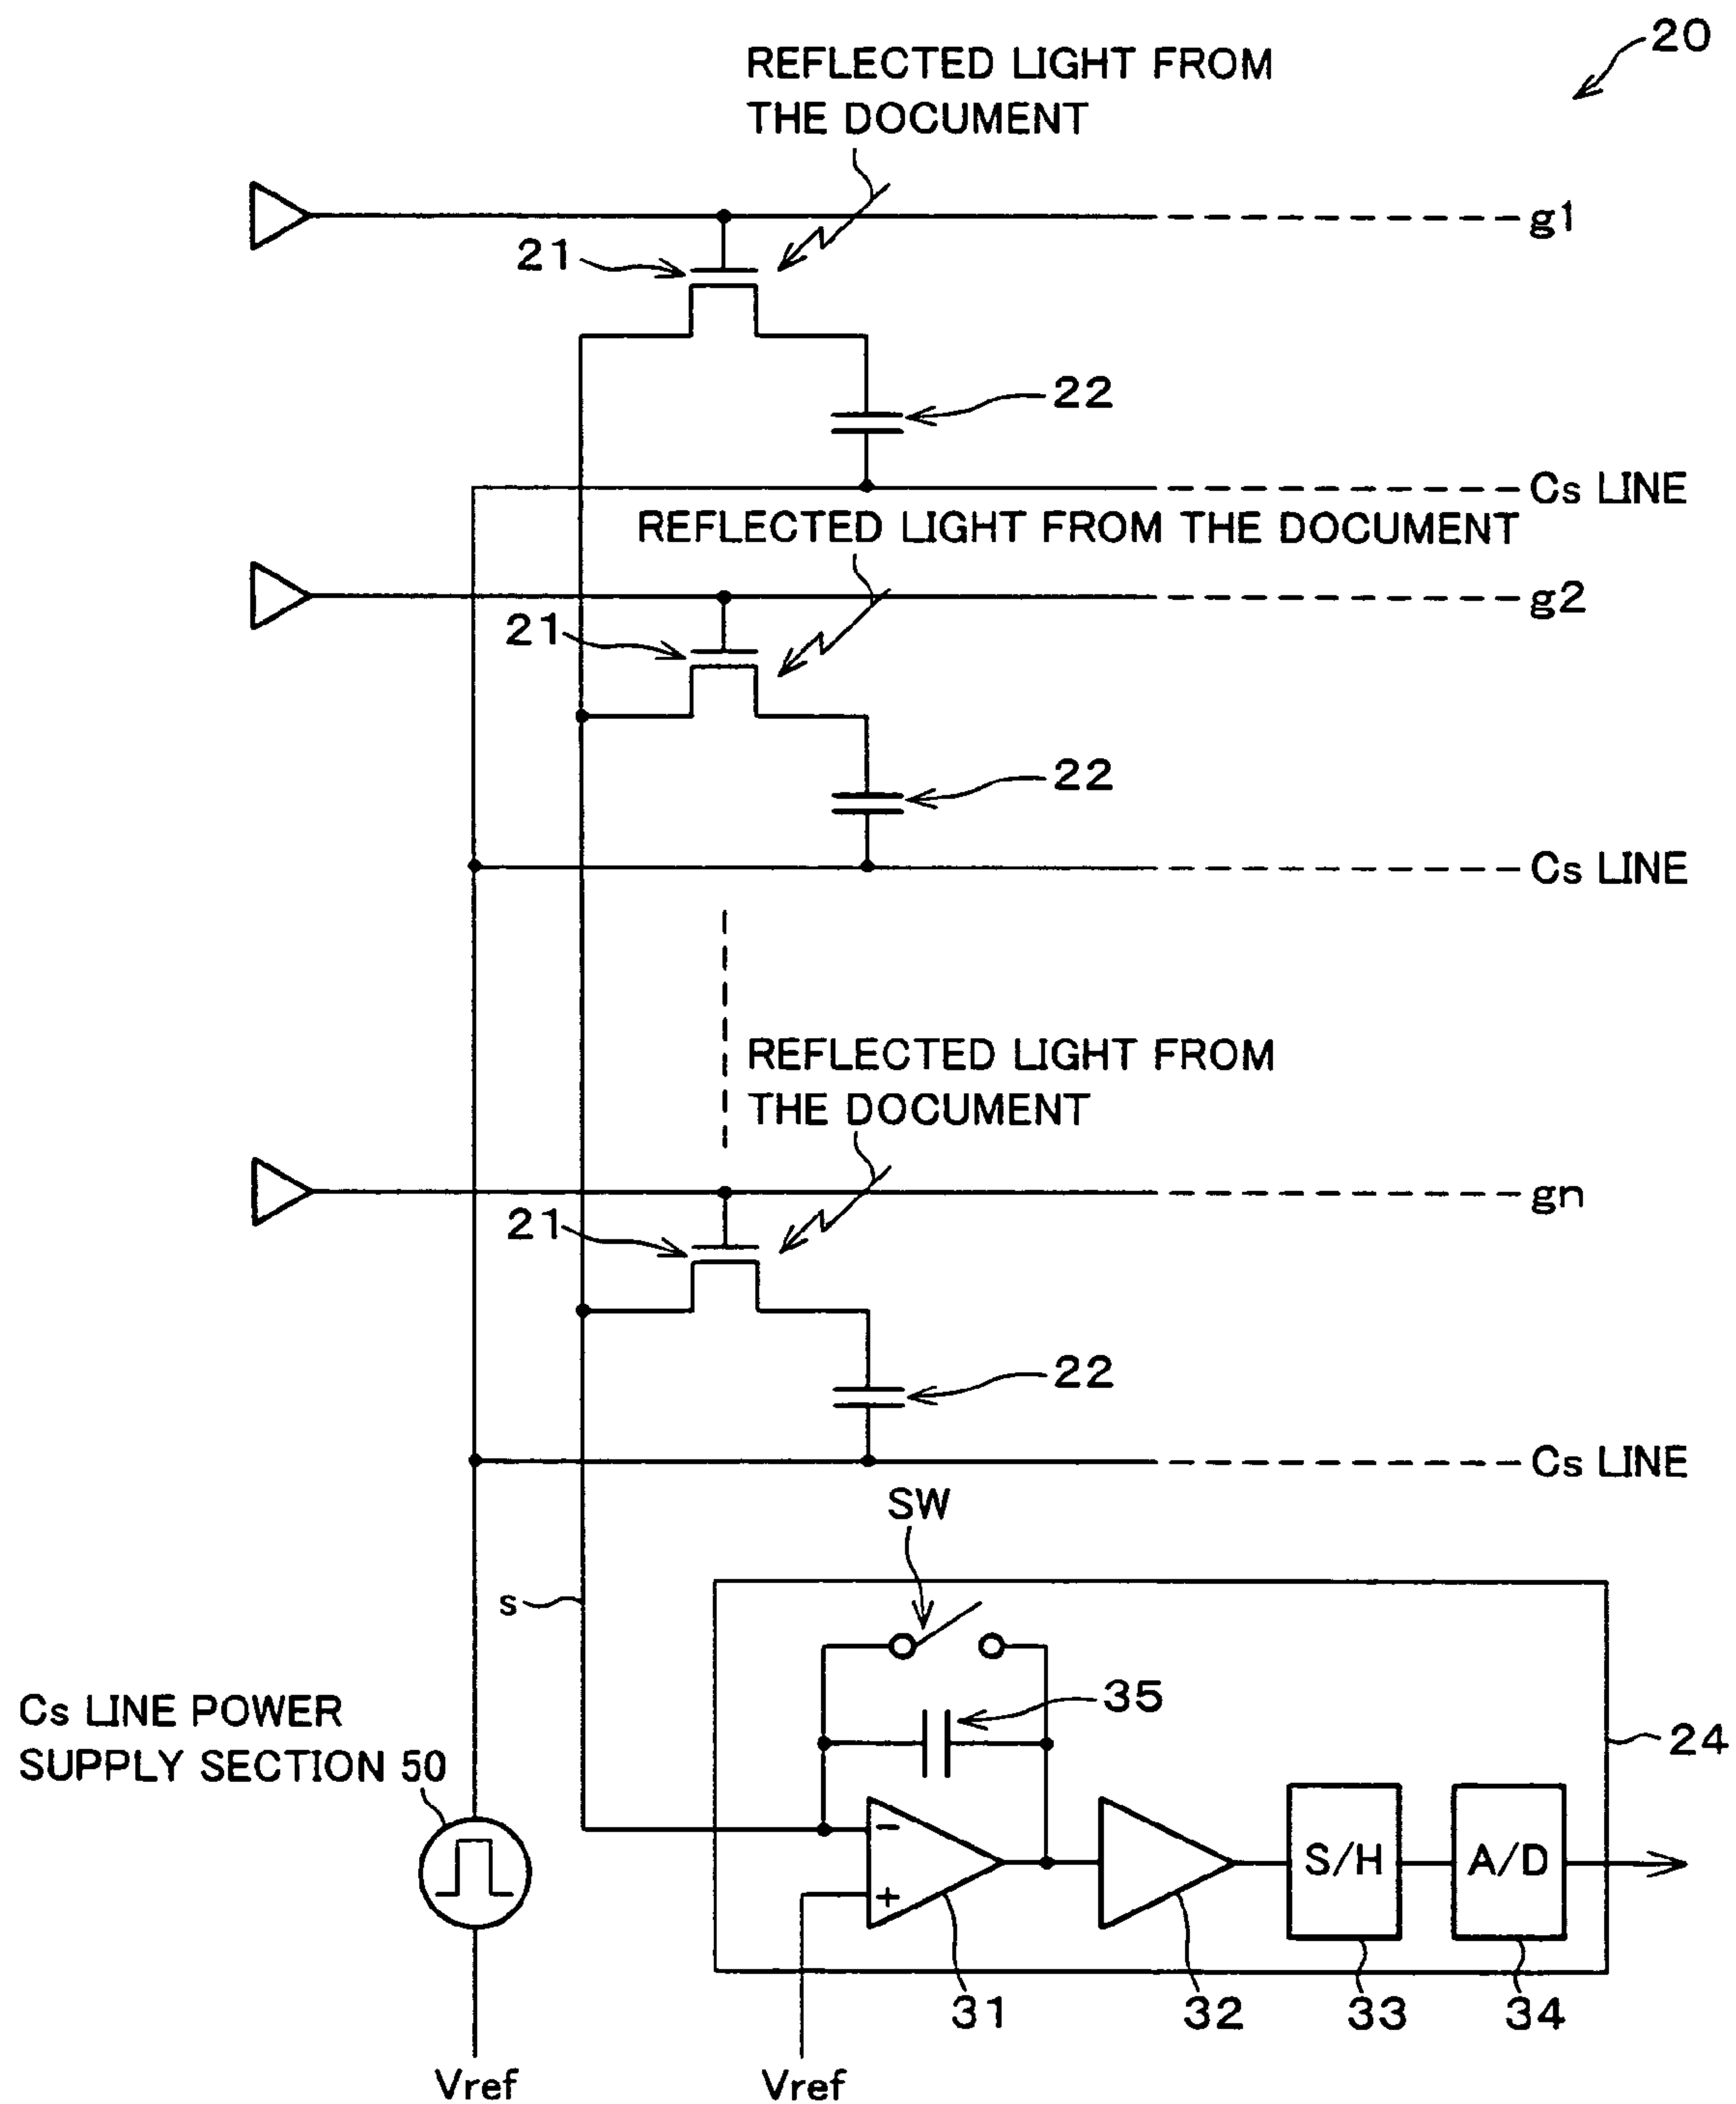 20
REFLECTED LIGHT FROM
THE DOCUMENT
g1
21
22
Cs LINE
REFLECTED LIGHT FROM THE DOCUMENT
g2
21
22
Cs LINE
REFLECTED LIGHT FROM
THE DOCUMENT
gn
21
22
Cs LINE
SW
s
35
Cs LINE POWER
SUPPLY SECTION 50
24
−
+
S/H
A/D
31
32
33
34
Vref
Vref